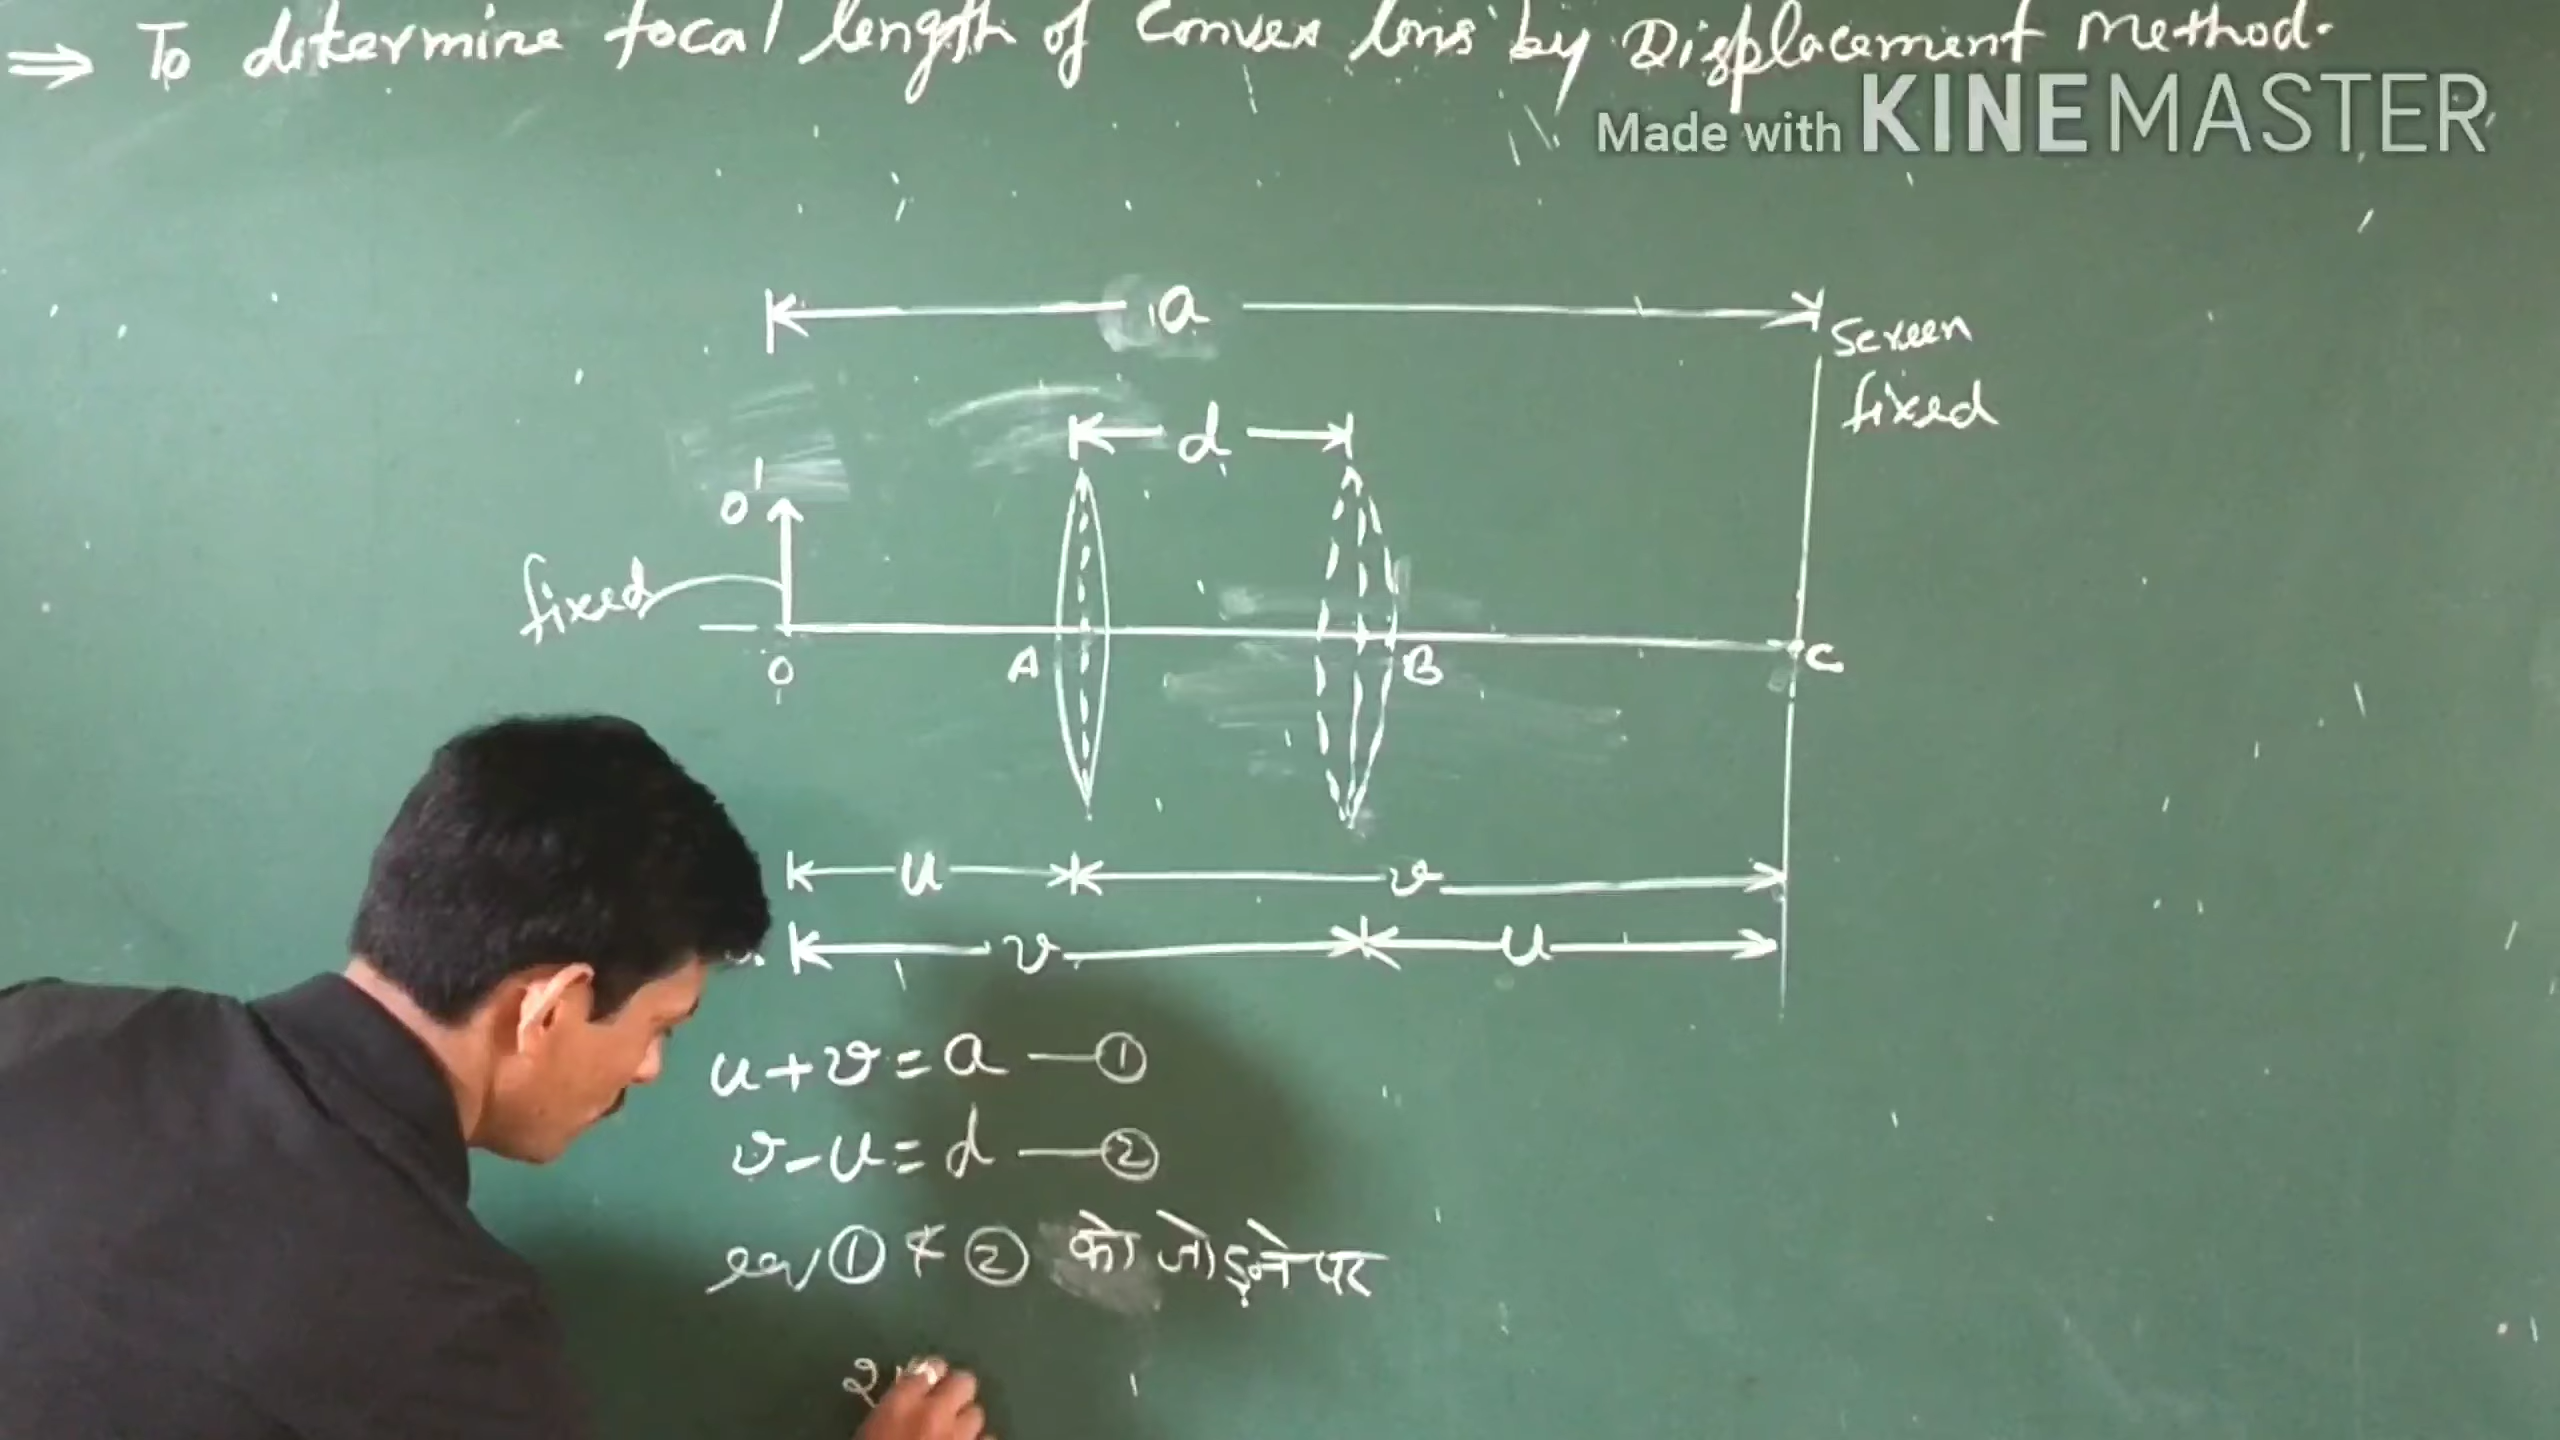 ⇒ To determine focal length of Convex lens by Displacement Method.
Made with KINEMASTER
a
Screen
fixed
d
O'
fixed
O A B C
u v
v u
u+v=a —①
v-u=d —②
① & ② को जोड़ने पर
2